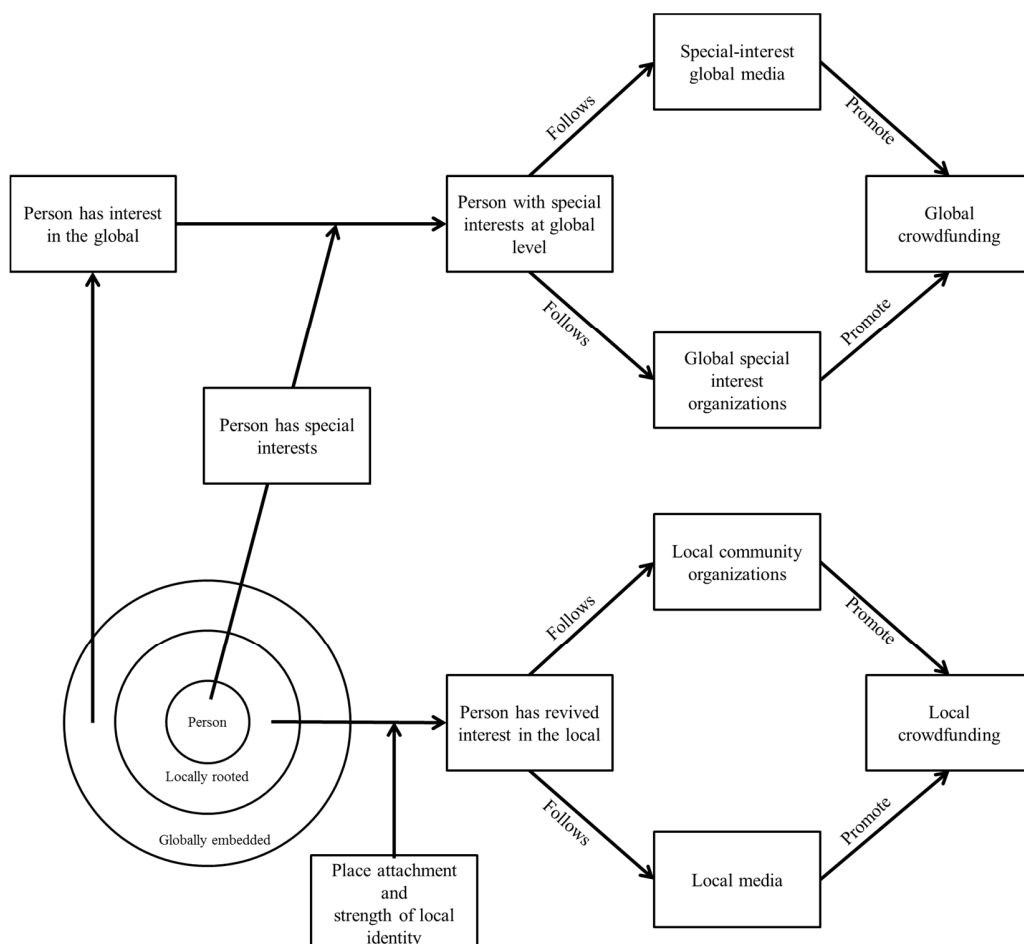 Special-interest
global media
Follows
Promote
Person has interest
in the global
Person with special
interests at global
level
Global
crowdfunding
Follows
Promote
Global special
interest
organizations
Person has special
interests
Local community
organizations
Follows
Promote
Person has revived
interest in the local
Local
crowdfunding
Person
Locally rooted
Globally embedded
Follows
Promote
Place attachment
and
strength of local
identity
Local media